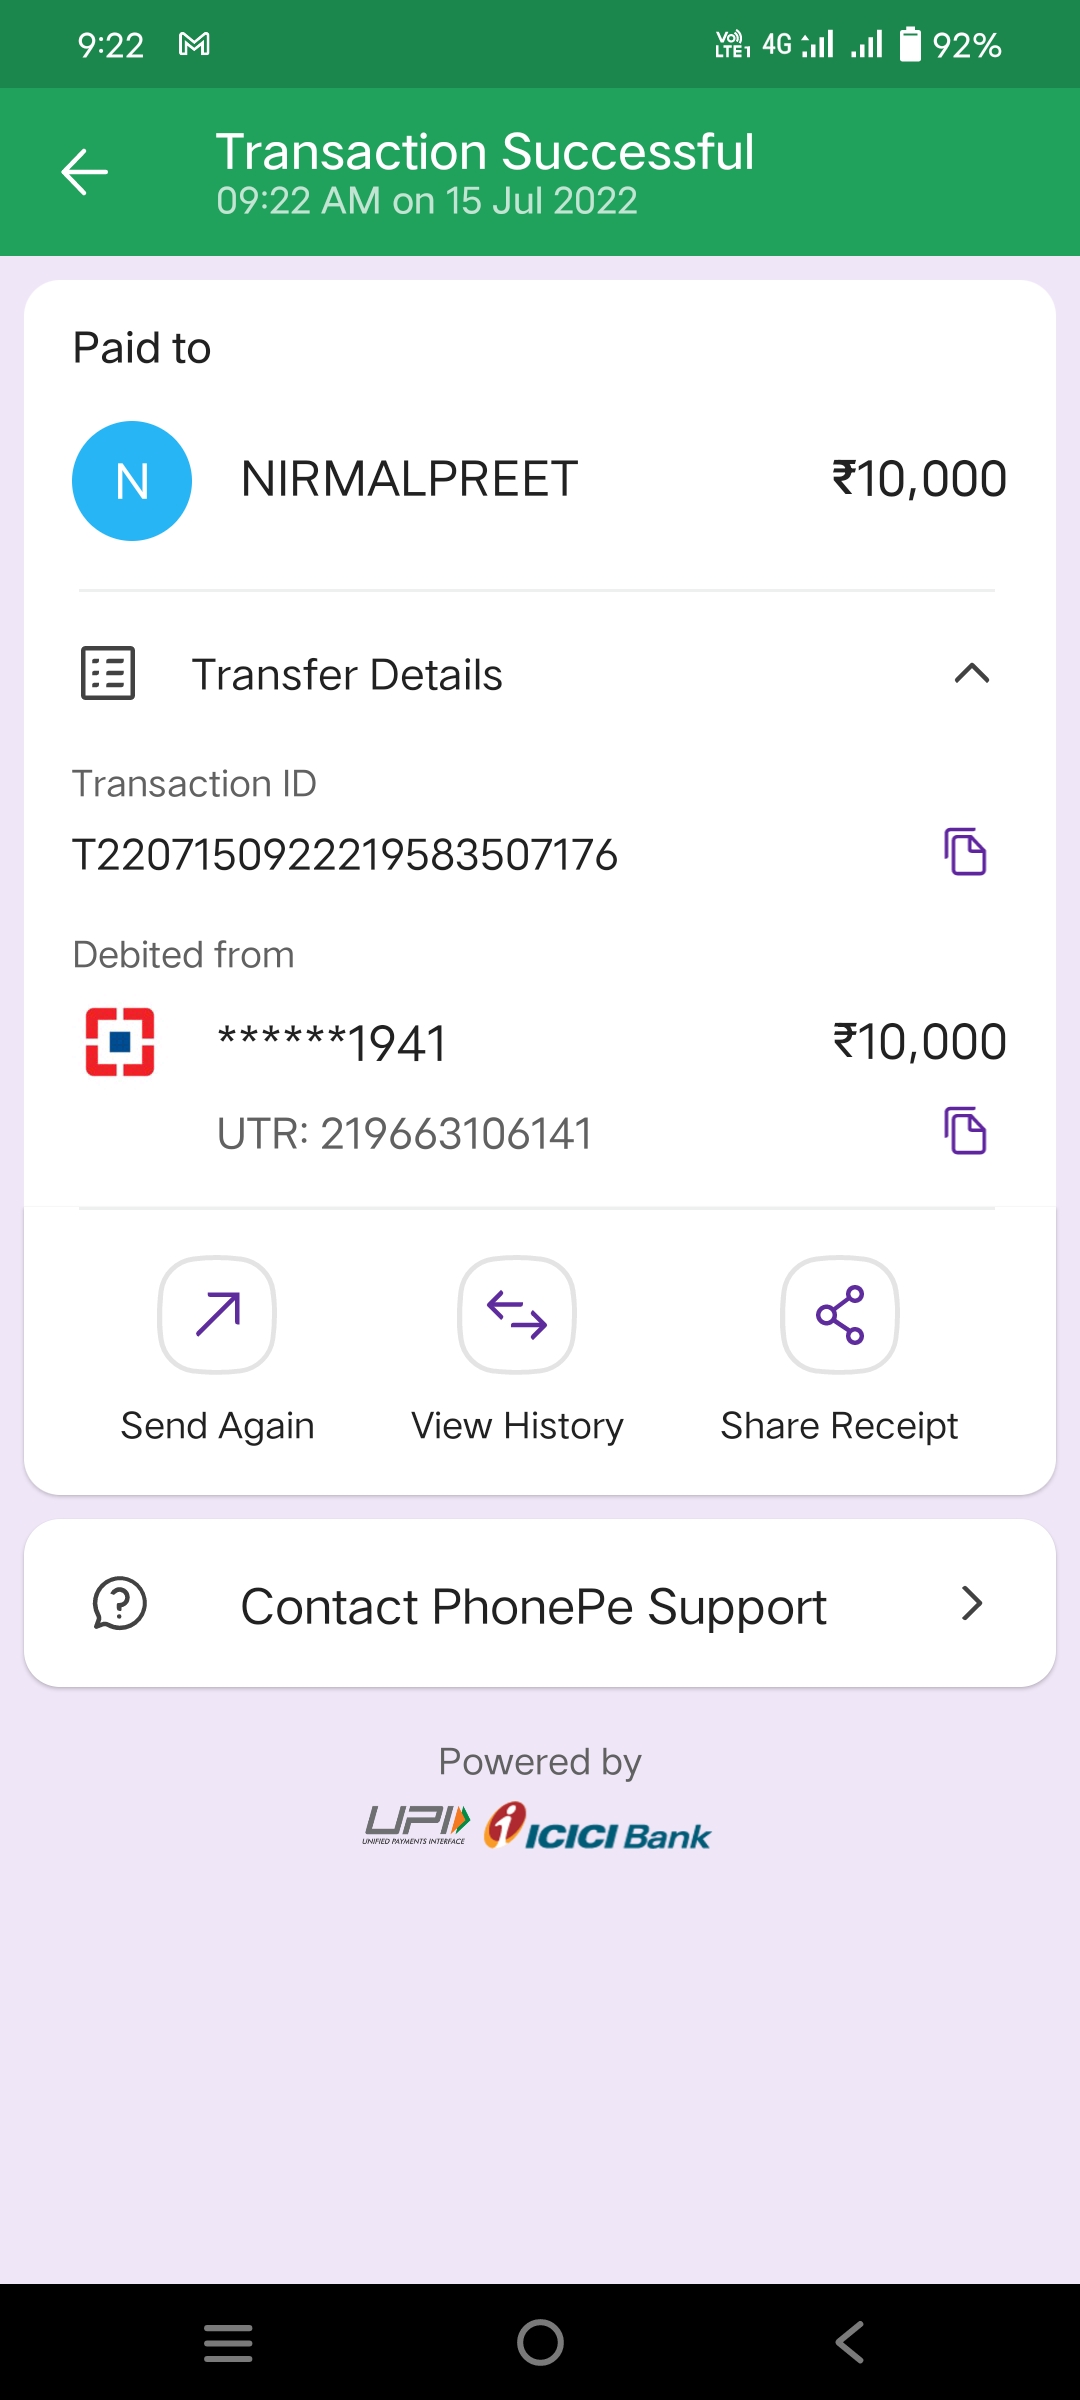 9:22 Vo)) LTE1 4G 92%
Transaction Successful
09:22 AM on 15 Jul 2022
Paid to
N NIRMALPREET ₹10,000
Transfer Details
Transaction ID
T2207150922219583507176
Debited from
******1941 ₹10,000
UTR: 219663106141
Send Again View History Share Receipt
Contact PhonePe Support
Powered by
UPI ICICI Bank
UNIFIED PAYMENTS INTERFACE